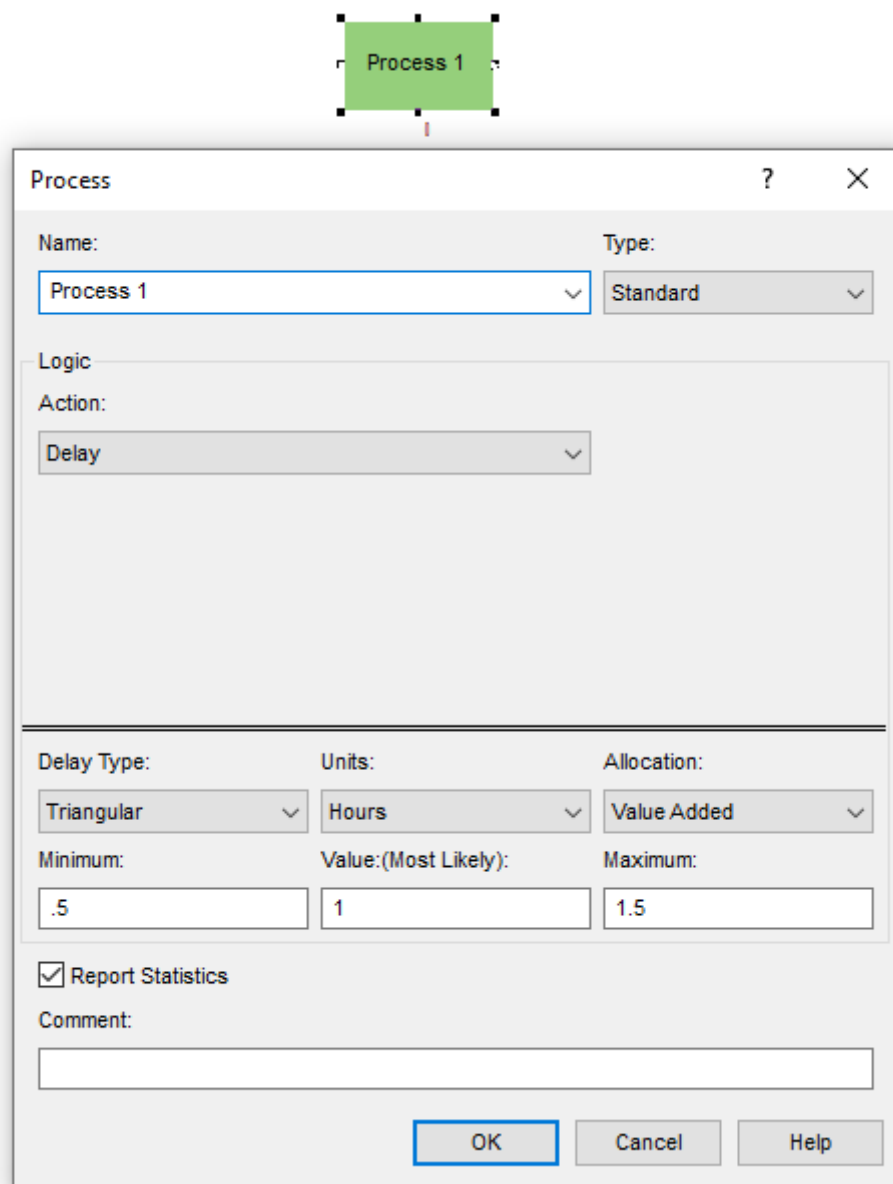 Process 1
Process
?
Name: Type:
Process 1 Standard
Logic
Action:
Delay
Delay Type: Units: Allocation:
Triangular Hours Value Added
Minimum: Value:(Most Likely): Maximum:
.5 1 1.5
Report Statistics
Comment:
OK Cancel Help